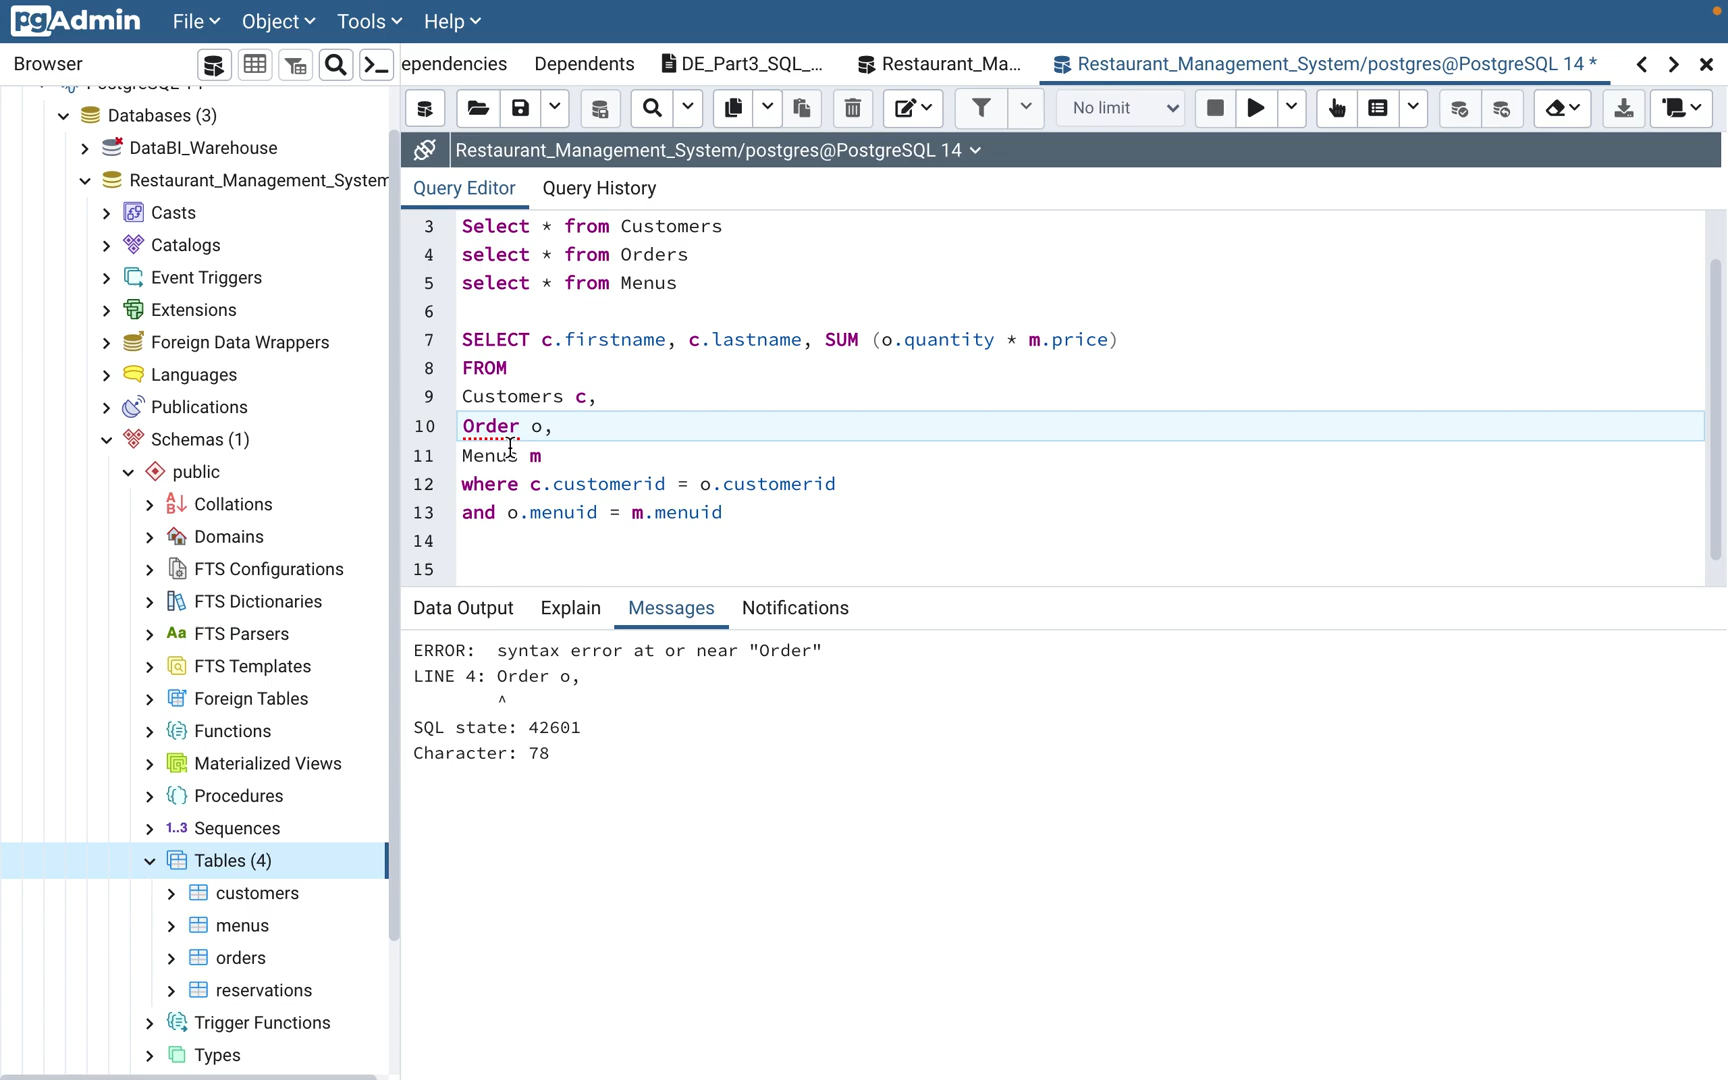 pgAdmin File Object Tools Help
Browser
ependencies Dependents DE_Part3_SQL_... Restaurant_Ma... Restaurant_Management_System/postgres@PostgreSQL 14 *
Databases (3)
DataBI_Warehouse
Restaurant_Management_System
Casts
Catalogs
Event Triggers
Extensions
Foreign Data Wrappers
Languages
Publications
Schemas (1)
public
Collations
Domains
FTS Configurations
FTS Dictionaries
Aa FTS Parsers
FTS Templates
Foreign Tables
Functions
Materialized Views
Procedures
1..3 Sequences
Tables (4)
customers
menus
orders
reservations
Trigger Functions
Types
No limit
Restaurant_Management_System/postgres@PostgreSQL 14
Query Editor Query History
3 Select * from Customers
4 select * from Orders
5 select * from Menus
6
7 SELECT c.firstname, c.lastname, SUM (o.quantity * m.price)
8 FROM
9 Customers c,
10 Order o,
11 Menus m
12 where c.customerid = o.customerid
13 and o.menuid = m.menuid
14
15
Data Output Explain Messages Notifications
ERROR: syntax error at or near "Order"
LINE 4: Order o,
^
SQL state: 42601
Character: 78